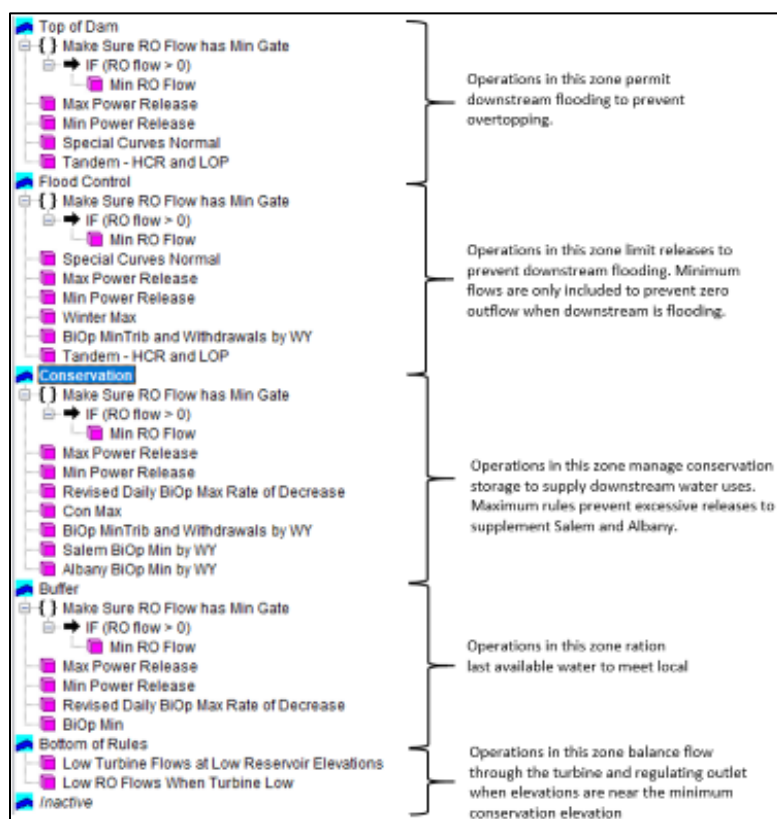 Top of Dam
{ } Make Sure RO Flow has Min Gate
IF (RO flow > 0)
Min RO Flow
Max Power Release
Min Power Release
Special Curves Normal
Tandem - HCR and LOP
Operations in this zone permit
downstream flooding to prevent
overtopping.
Flood Control
{ } Make Sure RO Flow has Min Gate
IF (RO flow > 0)
Min RO Flow
Special Curves Normal
Max Power Release
Min Power Release
Winter Max
BiOp MinTrib and Withdrawals by WY
Tandem - HCR and LOP
Operations in this zone limit releases to
prevent downstream flooding. Minimum
flows are only included to prevent zero
outflow when downstream is flooding.
Conservation
{ } Make Sure RO Flow has Min Gate
IF (RO flow > 0)
Min RO Flow
Max Power Release
Min Power Release
Revised Daily BiOp Max Rate of Decrease
Con Max
BiOp MinTrib and Withdrawals by WY
Salem BiOp Min by WY
Albany BiOp Min by WY
Operations in this zone manage conservation
storage to supply downstream water uses.
Maximum rules prevent excessive releases to
supplement Salem and Albany.
Buffer
{ } Make Sure RO Flow has Min Gate
IF (RO flow > 0)
Min RO Flow
Max Power Release
Min Power Release
Revised Daily BiOp Max Rate of Decrease
BiOp Min
Operations in this zone ration
last available water to meet local
Bottom of Rules
Low Turbine Flows at Low Reservoir Elevations
Low RO Flows When Turbine Low
Inactive
Operations in this zone balance flow
through the turbine and regulating outlet
when elevations are near the minimum
conservation elevation